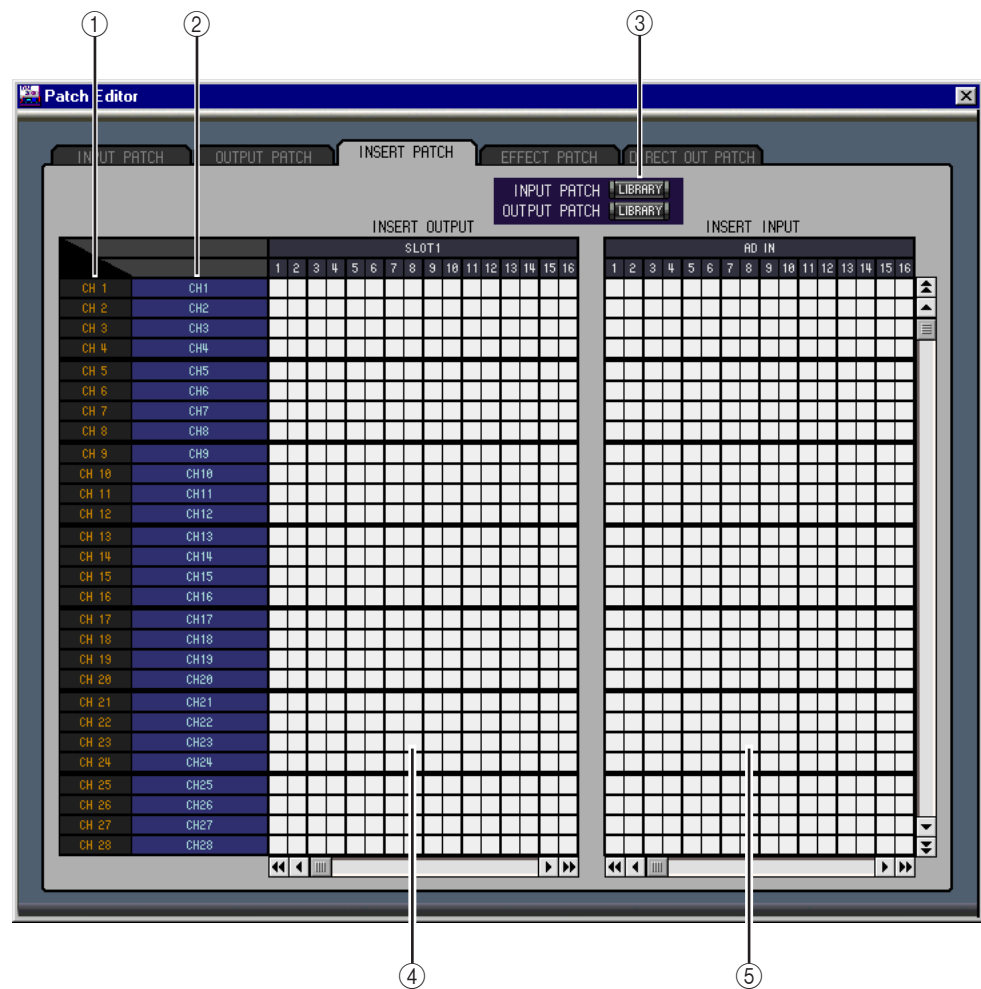 ① ② ③
Patch Editor
INPUT PATCH OUTPUT PATCH INSERT PATCH EFFECT PATCH DIRECT OUT PATCH
INPUT PATCH LIBRARY
OUTPUT PATCH LIBRARY
INSERT OUTPUT INSERT INPUT
SLOT1 AD IN
1 2 3 4 5 6 7 8 9 10 11 12 13 14 15 16 1 2 3 4 5 6 7 8 9 10 11 12 13 14 15 16
CH 1 CH1
CH 2 CH2
CH 3 CH3
CH 4 CH4
CH 5 CH5
CH 6 CH6
CH 7 CH7
CH 8 CH8
CH 9 CH9
CH 10 CH10
CH 11 CH11
CH 12 CH12
CH 13 CH13
CH 14 CH14
CH 15 CH15
CH 16 CH16
CH 17 CH17
CH 18 CH18
CH 19 CH19
CH 20 CH20
CH 21 CH21
CH 22 CH22
CH 23 CH23
CH 24 CH24
CH 25 CH25
CH 26 CH26
CH 27 CH27
CH 28 CH28
④ ⑤